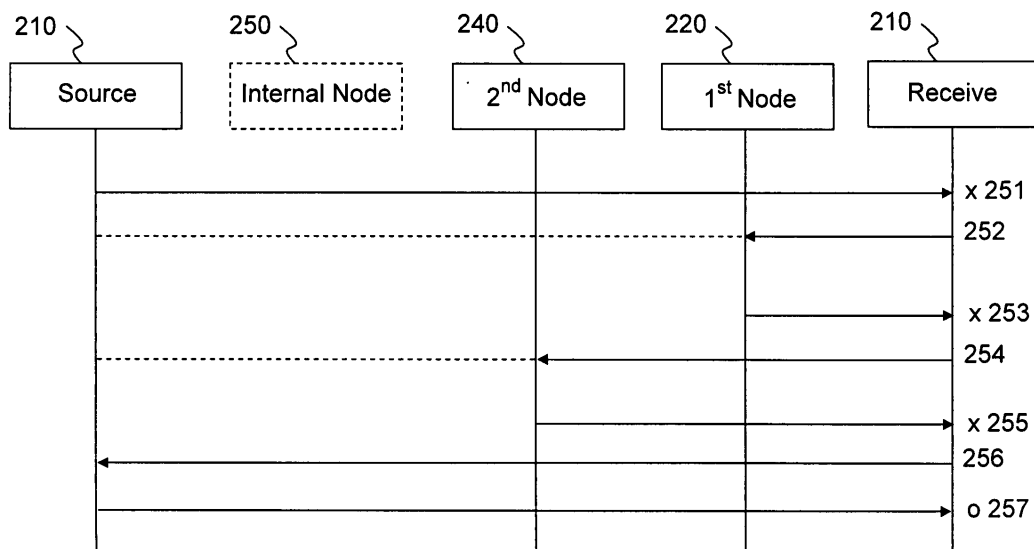 210 250 240 220 210
Source Internal Node 2nd Node 1st Node Receive
x 251
252
x 253
254
x 255
256
o 257